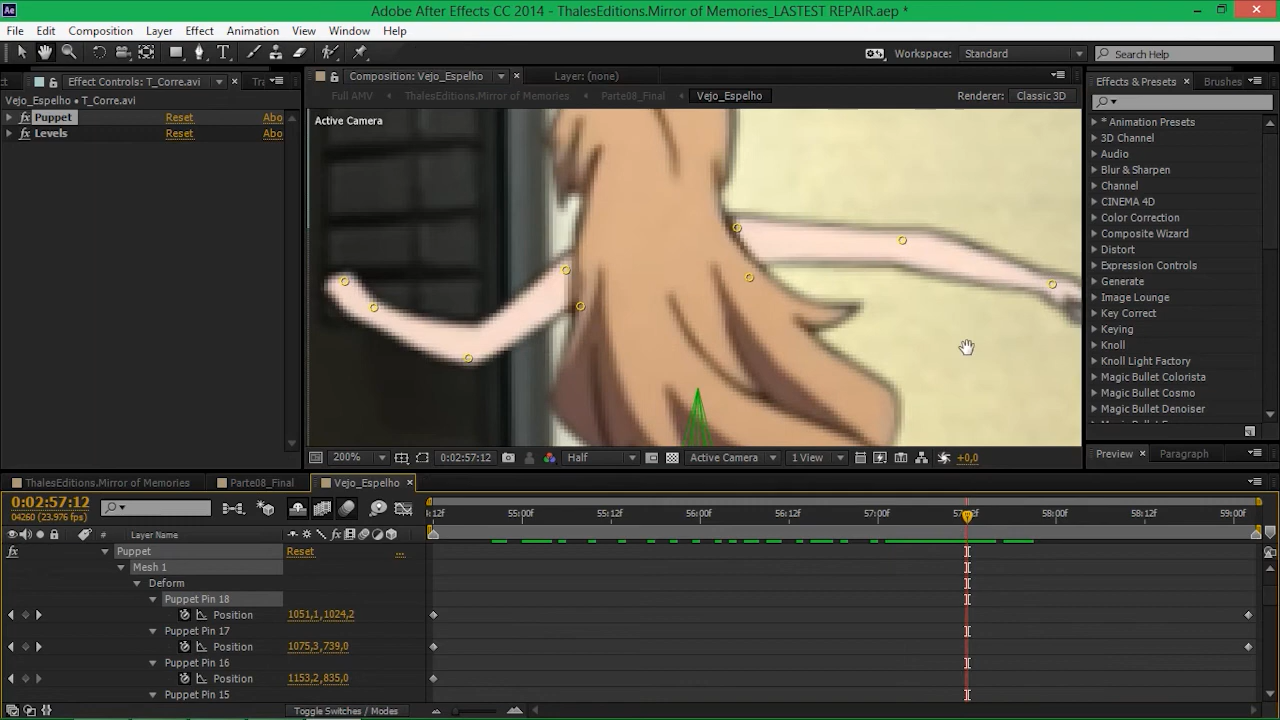 Ae
Adobe After Effects CC 2014 - ThalesEditions.Mirror of Memories_LASTEST REPAIR.aep *
File Edit Composition Layer Effect Animation View Window Help
Workspace: Standard
Search Help
Effect Controls: T_Corre.avi
Composition: Vejo_Espelho
Layer: (none)
Effects & Presets
Brushes
Vejo_Espelho • T_Corre.avi
Full AMV
ThalesEditions.Mirror of Memories
Parte08_Final
Vejo_Espelho
Renderer: Classic 3D
fx Puppet Reset Abo
fx Levels Reset Abo
Active Camera
* Animation Presets
3D Channel
Audio
Blur & Sharpen
Channel
CINEMA 4D
Color Correction
Composite Wizard
Distort
Expression Controls
Generate
Image Lounge
Key Correct
Keying
Knoll
Knoll Light Factory
Magic Bullet Colorista
Magic Bullet Cosmo
Magic Bullet Denoiser
200% 0:02:57:12 Half Active Camera 1 View +0,0
Preview
Paragraph
ThalesEditions.Mirror of Memories
Parte08_Final
Vejo_Espelho
0:02:57:12
04260 (23.976 fps)
:12f 55:00f 55:12f 56:00f 56:12f 57:00f 58:00f 58:12f 59:00f
Layer Name
fx Puppet Reset ...
Mesh 1
Deform
Puppet Pin 18
Position 1051,1,1024,2
Puppet Pin 17
Position 1075,3,739,0
Puppet Pin 16
Position 1153,2,835,0
Puppet Pin 15
Toggle Switches / Modes